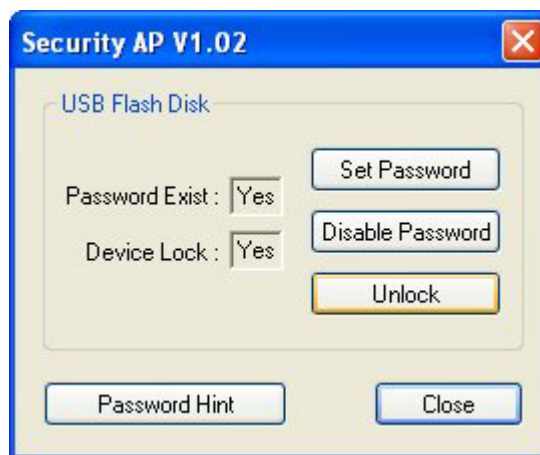 Security AP V1.02
USB Flash Disk
Password Exist : Yes
Device Lock : Yes
Set Password
Disable Password
Unlock
Password Hint
Close